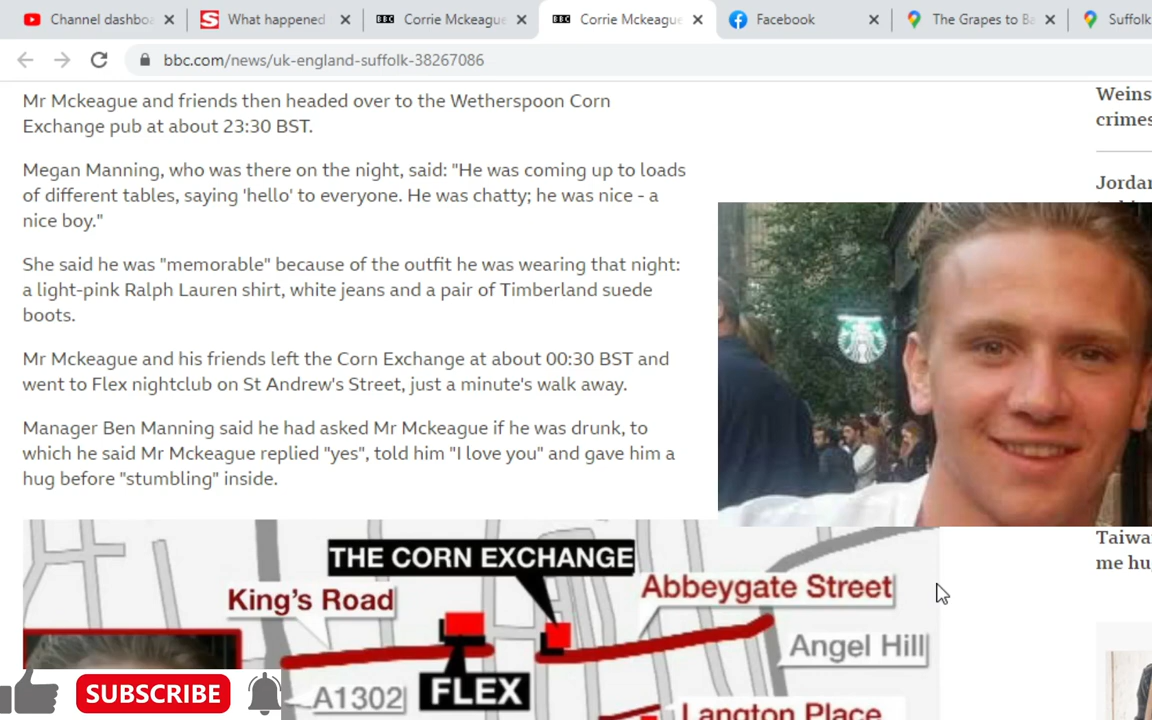 Channel dashboa
What happened
Corrie Mckeague
Corrie Mckeague
Facebook
The Grapes to Ba
Suffolk
bbc.com/news/uk-england-suffolk-38267086
Mr Mckeague and friends then headed over to the Wetherspoon Corn
Exchange pub at about 23:30 BST.
Megan Manning, who was there on the night, said: "He was coming up to loads
of different tables, saying 'hello' to everyone. He was chatty; he was nice - a
nice boy."
She said he was "memorable" because of the outfit he was wearing that night:
a light-pink Ralph Lauren shirt, white jeans and a pair of Timberland suede
boots.
Mr Mckeague and his friends left the Corn Exchange at about 00:30 BST and
went to Flex nightclub on St Andrew's Street, just a minute's walk away.
Manager Ben Manning said he had asked Mr Mckeague if he was drunk, to
which he said Mr Mckeague replied "yes", told him "I love you" and gave him a
hug before "stumbling" inside.
Weins
crimes
Jordan
Taiwa
me hu
THE CORN EXCHANGE
King's Road
Abbeygate Street
Angel Hill
A1302
FLEX
Langton Place
SUBSCRIBE